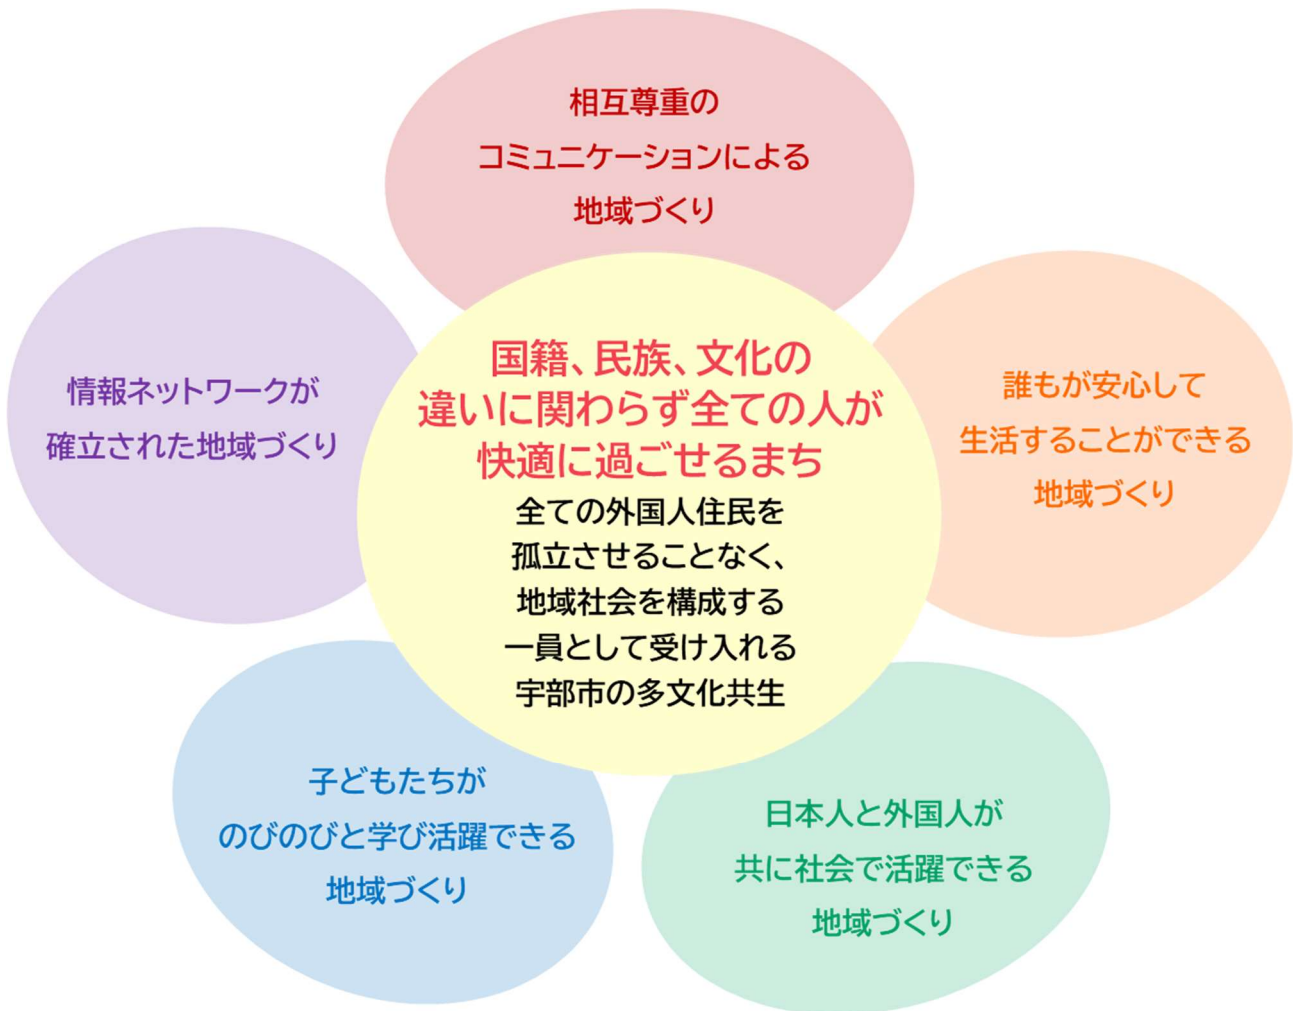 相互尊重の
コミュニケーションによる
地域づくり
情報ネットワークが
確立された地域づくり
国籍、民族、文化の
違いに関わらず全ての人が
快適に過ごせるまち
全ての外国人住民を
孤立させることなく、
地域社会を構成する
一員として受け入れる
宇部市の多文化共生
誰もが安心して
生活することができる
地域づくり
子どもたちが
のびのびと学び活躍できる
地域づくり
日本人と外国人が
共に社会で活躍できる
地域づくり